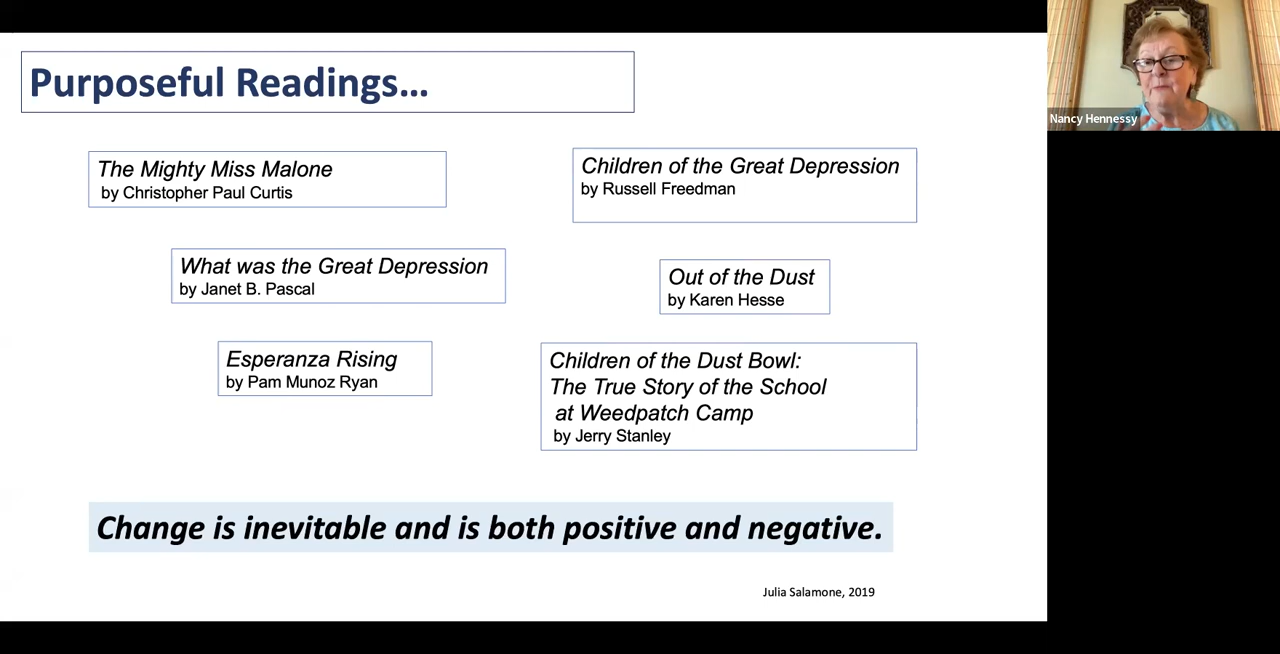 Purposeful Readings...
Nancy Hennessy
The Mighty Miss Malone
by Christopher Paul Curtis
Children of the Great Depression
by Russell Freedman
What was the Great Depression
by Janet B. Pascal
Out of the Dust
by Karen Hesse
Esperanza Rising
by Pam Munoz Ryan
Children of the Dust Bowl:
The True Story of the School
at Weedpatch Camp
by Jerry Stanley
Change is inevitable and is both positive and negative.
Julia Salamone, 2019